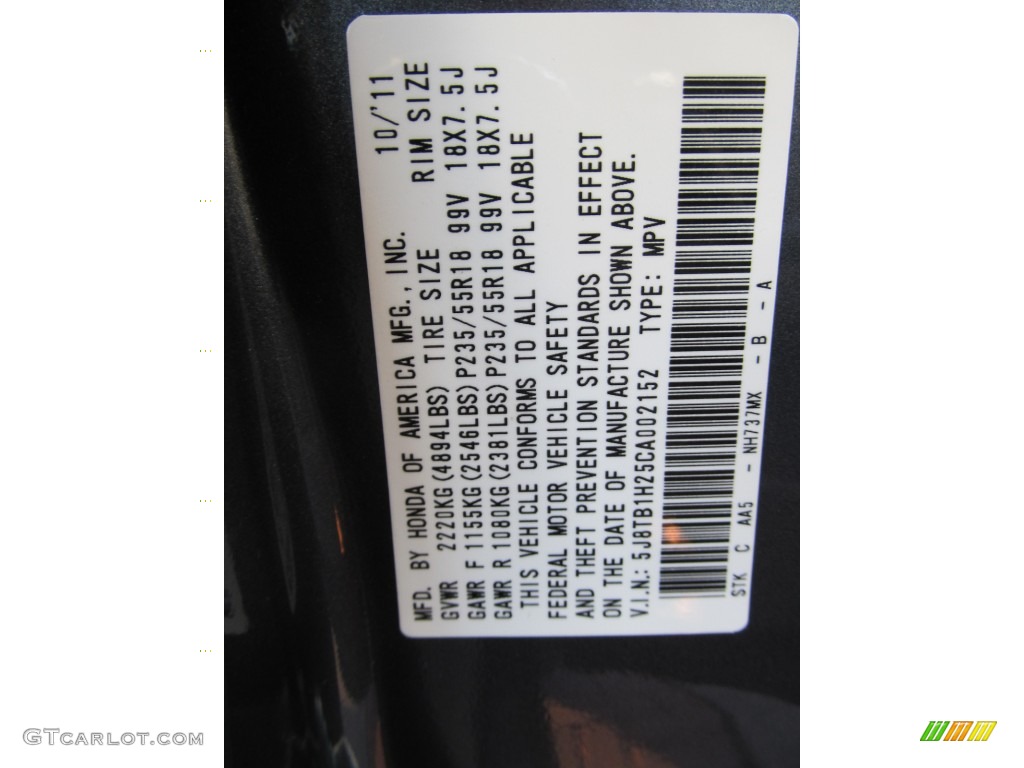 MFD. BY HONDA OF AMERICA MFG., INC. 10/'11
GVWR 2220KG(4894LBS) TIRE SIZE RIM SIZE
GAWR F 1155KG(2546LBS)P235/55R18 99V 18X7.5J
GAWR R 1080KG(2381LBS)P235/55R18 99V 18X7.5J
THIS VEHICLE CONFORMS TO ALL APPLICABLE
FEDERAL MOTOR VEHICLE SAFETY
AND THEFT PREVENTION STANDARDS IN EFFECT
ON THE DATE OF MANUFACTURE SHOWN ABOVE.
V.I.N.: 5J8TB1H25CA002152 TYPE: MPV
STK C AA5 - NH737MX - B - A
GTCarLot.com